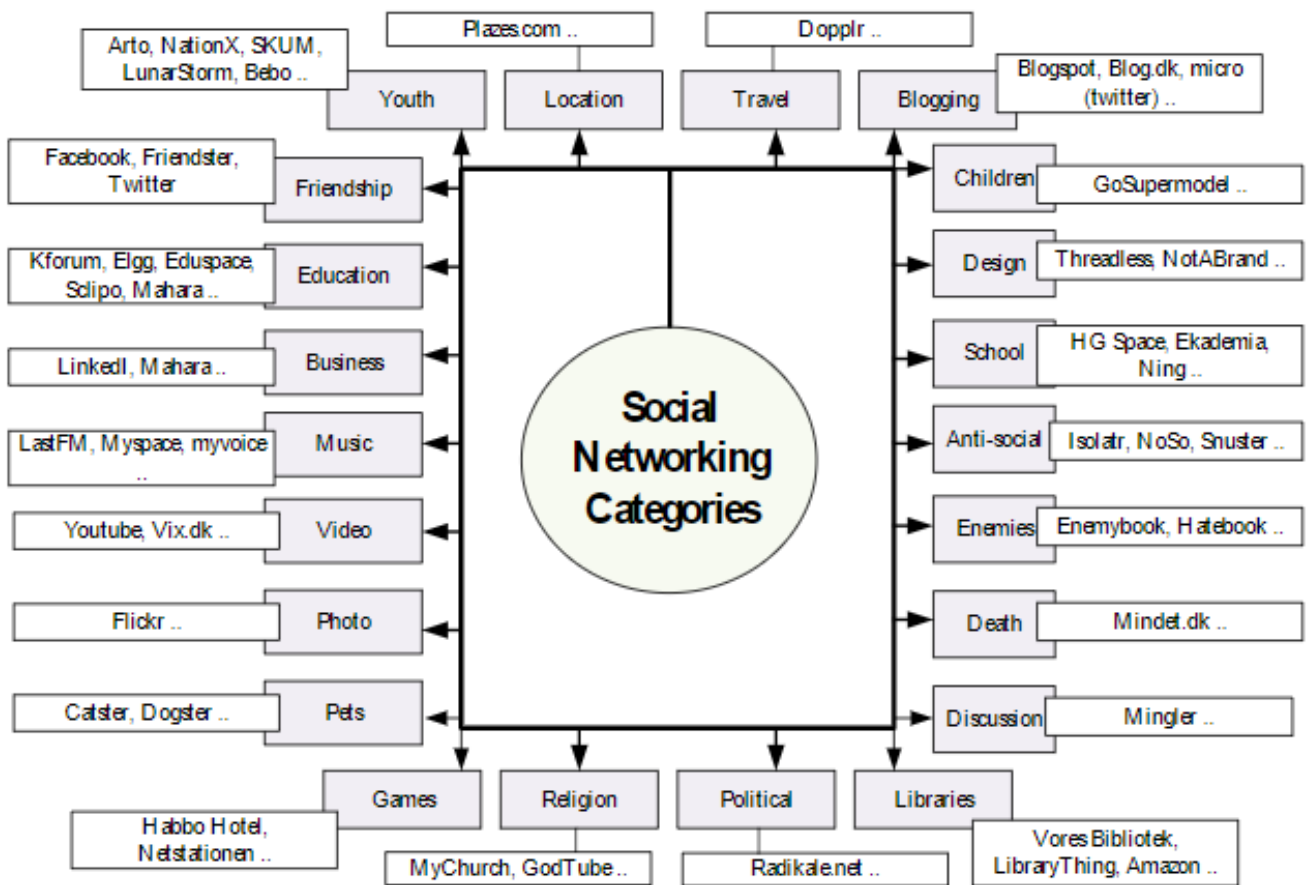 Plazes.com ..
Dopplr ..
Arto, NationX, SKUM,
LunarStorm, Bebo ..
Youth
Location
Travel
Blogging
Blogspot, Blog.dk, micro
(twitter) ..
Facebook, Friendster,
Twitter
Friendship
Children
GoSupermodel ..
Kforum, Elgg, Eduspace,
Sclipo, Mahara ..
Education
Design
Threadless, NotABrand ..
LinkedI, Mahara ..
Business
School
HG Space, Ekademia,
Ning ..
Social
Networking
Categories
LastFM, Myspace, myvoice
..
Music
Anti-social
Isolatr, NoSo, Snuster ..
Youtube, Vix.dk ..
Video
Enemies
Enemybook, Hatebook ..
Flickr ..
Photo
Death
Mindet.dk ..
Catster, Dogster ..
Pets
Discussion
Mingler ..
Games
Religion
Political
Libraries
Habbo Hotel,
Netstationen ..
MyChurch, GodTube ..
Radikale.net ..
Vores Bibliotek,
LibraryThing, Amazon ..